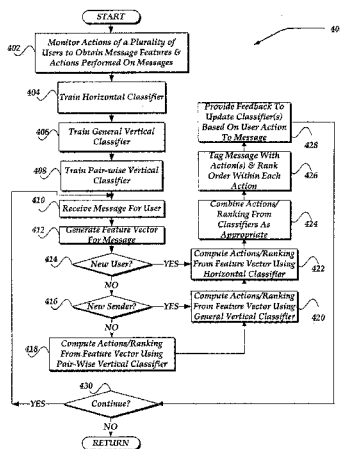 START
40
402
Monitor Actions of a Plurality of
Users to Obtain Message Features &
Actions Performed On Messages
404
Train Horizontal
Classifier
406
Train General Vertical
Classifier
408
Train Pair-wise Vertical
Classifier
410
Receive Message For User
412
Generate Feature Vector
For Message
414
New User?
YES
NO
416
New Sender?
YES
NO
418
Compute Actions/Ranking
From Feature Vector Using
Pair-Wise Vertical Classifier
Provide Feedback To
Update Classifier(s)
Based On User Action
To Message
428
Tag Message With
Action(s) & Rank
Order Within Each
Action
426
Combine Actions/
Ranking From
Classifiers As
Appropriate
424
Compute Actions/Ranking
From Feature Vector Using
Horizontal Classifier
422
Compute Actions/Ranking
From Feature Vector Using
General Vertical Classifier
420
430
Continue?
YES
NO
RETURN